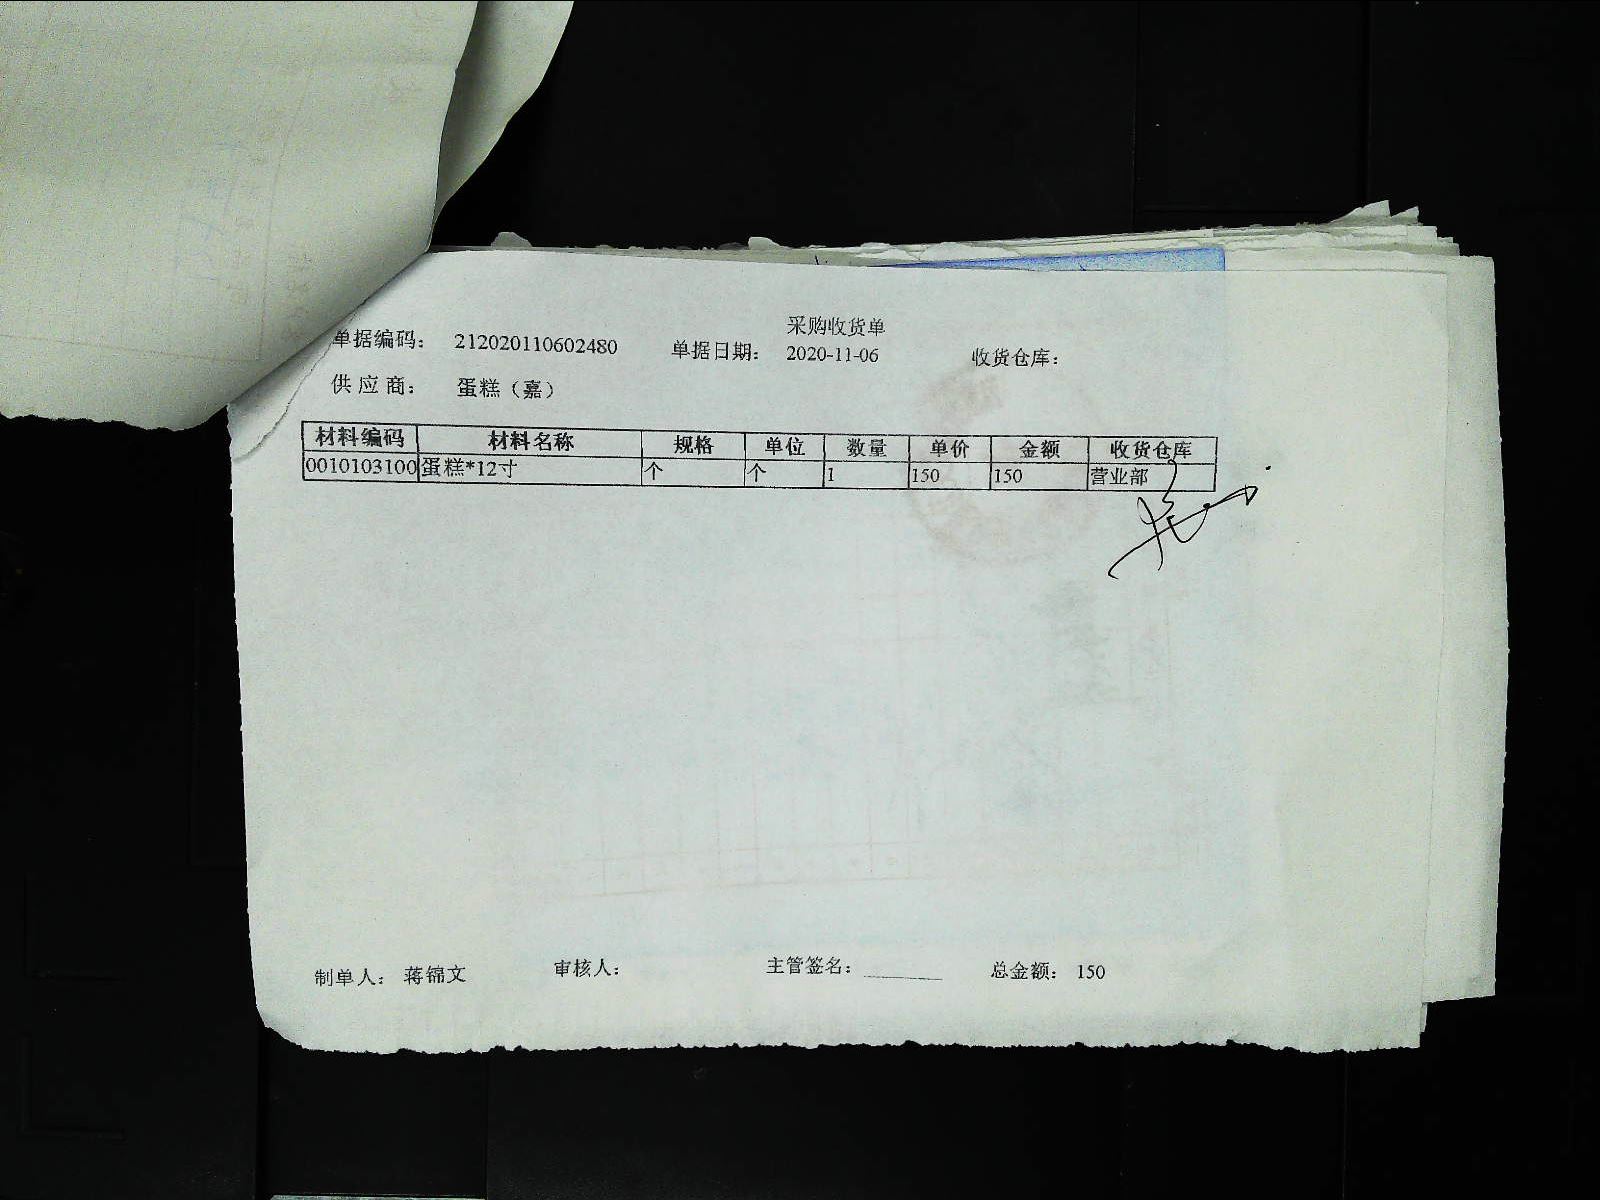 采购收货单
单据编码： 212020110602480 单据日期： 2020-11-06 收货仓库：
供应商： 蛋糕（嘉）
材料编码 材料名称 规格 单位 数量 单价 金额 收货仓库
0010103100 蛋糕*12寸 个 个 1 150 150 营业部
制单人： 蒋锦文 审核人： 主管签名： 总金额： 150